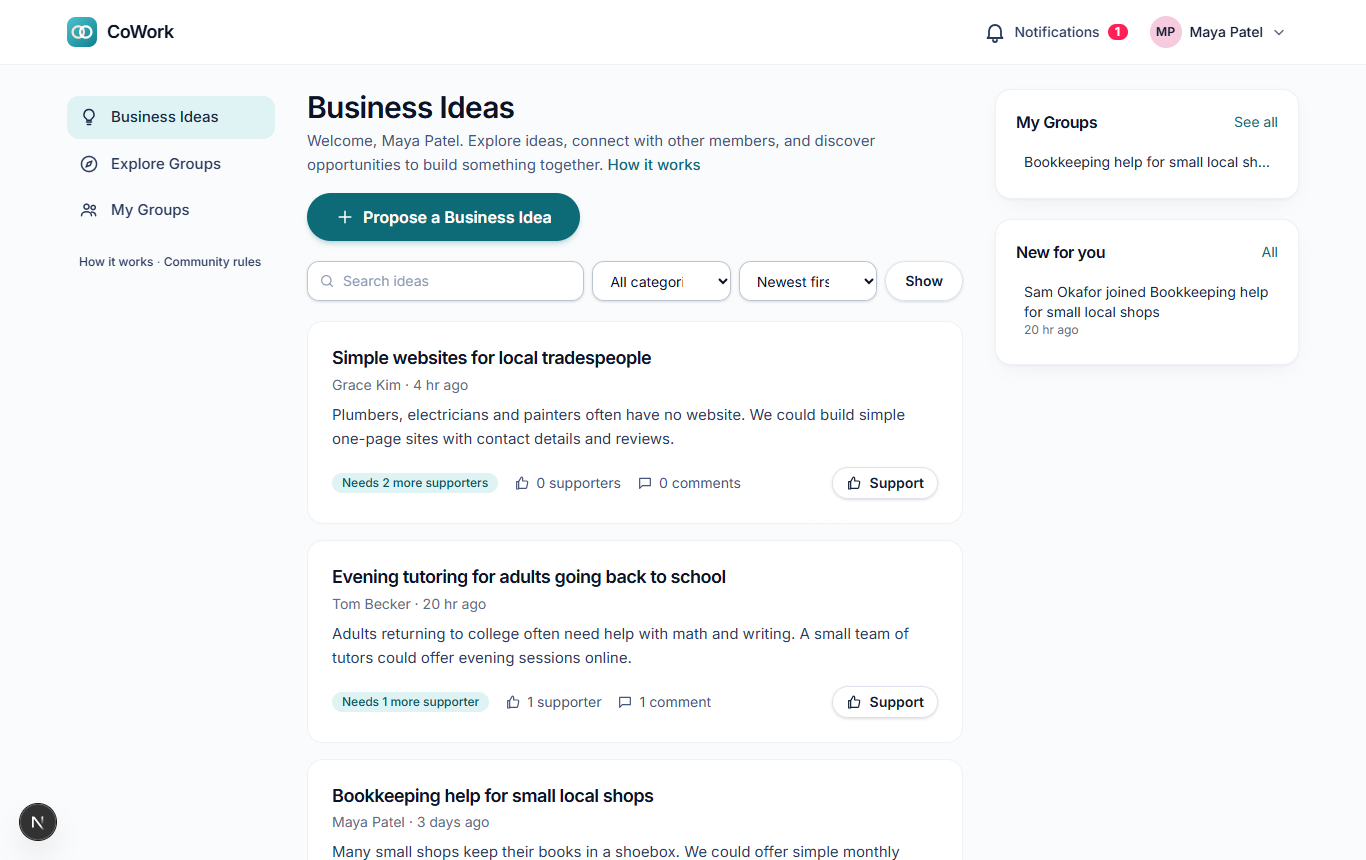 CoWork
Notifications 1
MP Maya Patel
Business Ideas
Explore Groups
My Groups
How it works · Community rules
Business Ideas
Welcome, Maya Patel. Explore ideas, connect with other members, and discover
opportunities to build something together. How it works
+ Propose a Business Idea
Search ideas
All categori
Newest firs
Show
Simple websites for local tradespeople
Grace Kim · 4 hr ago
Plumbers, electricians and painters often have no website. We could build simple
one-page sites with contact details and reviews.
Needs 2 more supporters 0 supporters 0 comments Support
Evening tutoring for adults going back to school
Tom Becker · 20 hr ago
Adults returning to college often need help with math and writing. A small team of
tutors could offer evening sessions online.
Needs 1 more supporter 1 supporter 1 comment Support
Bookkeeping help for small local shops
Maya Patel · 3 days ago
Many small shops keep their books in a shoebox. We could offer simple monthly
My Groups See all
Bookkeeping help for small local sh...
New for you All
Sam Okafor joined Bookkeeping help
for small local shops
20 hr ago
N